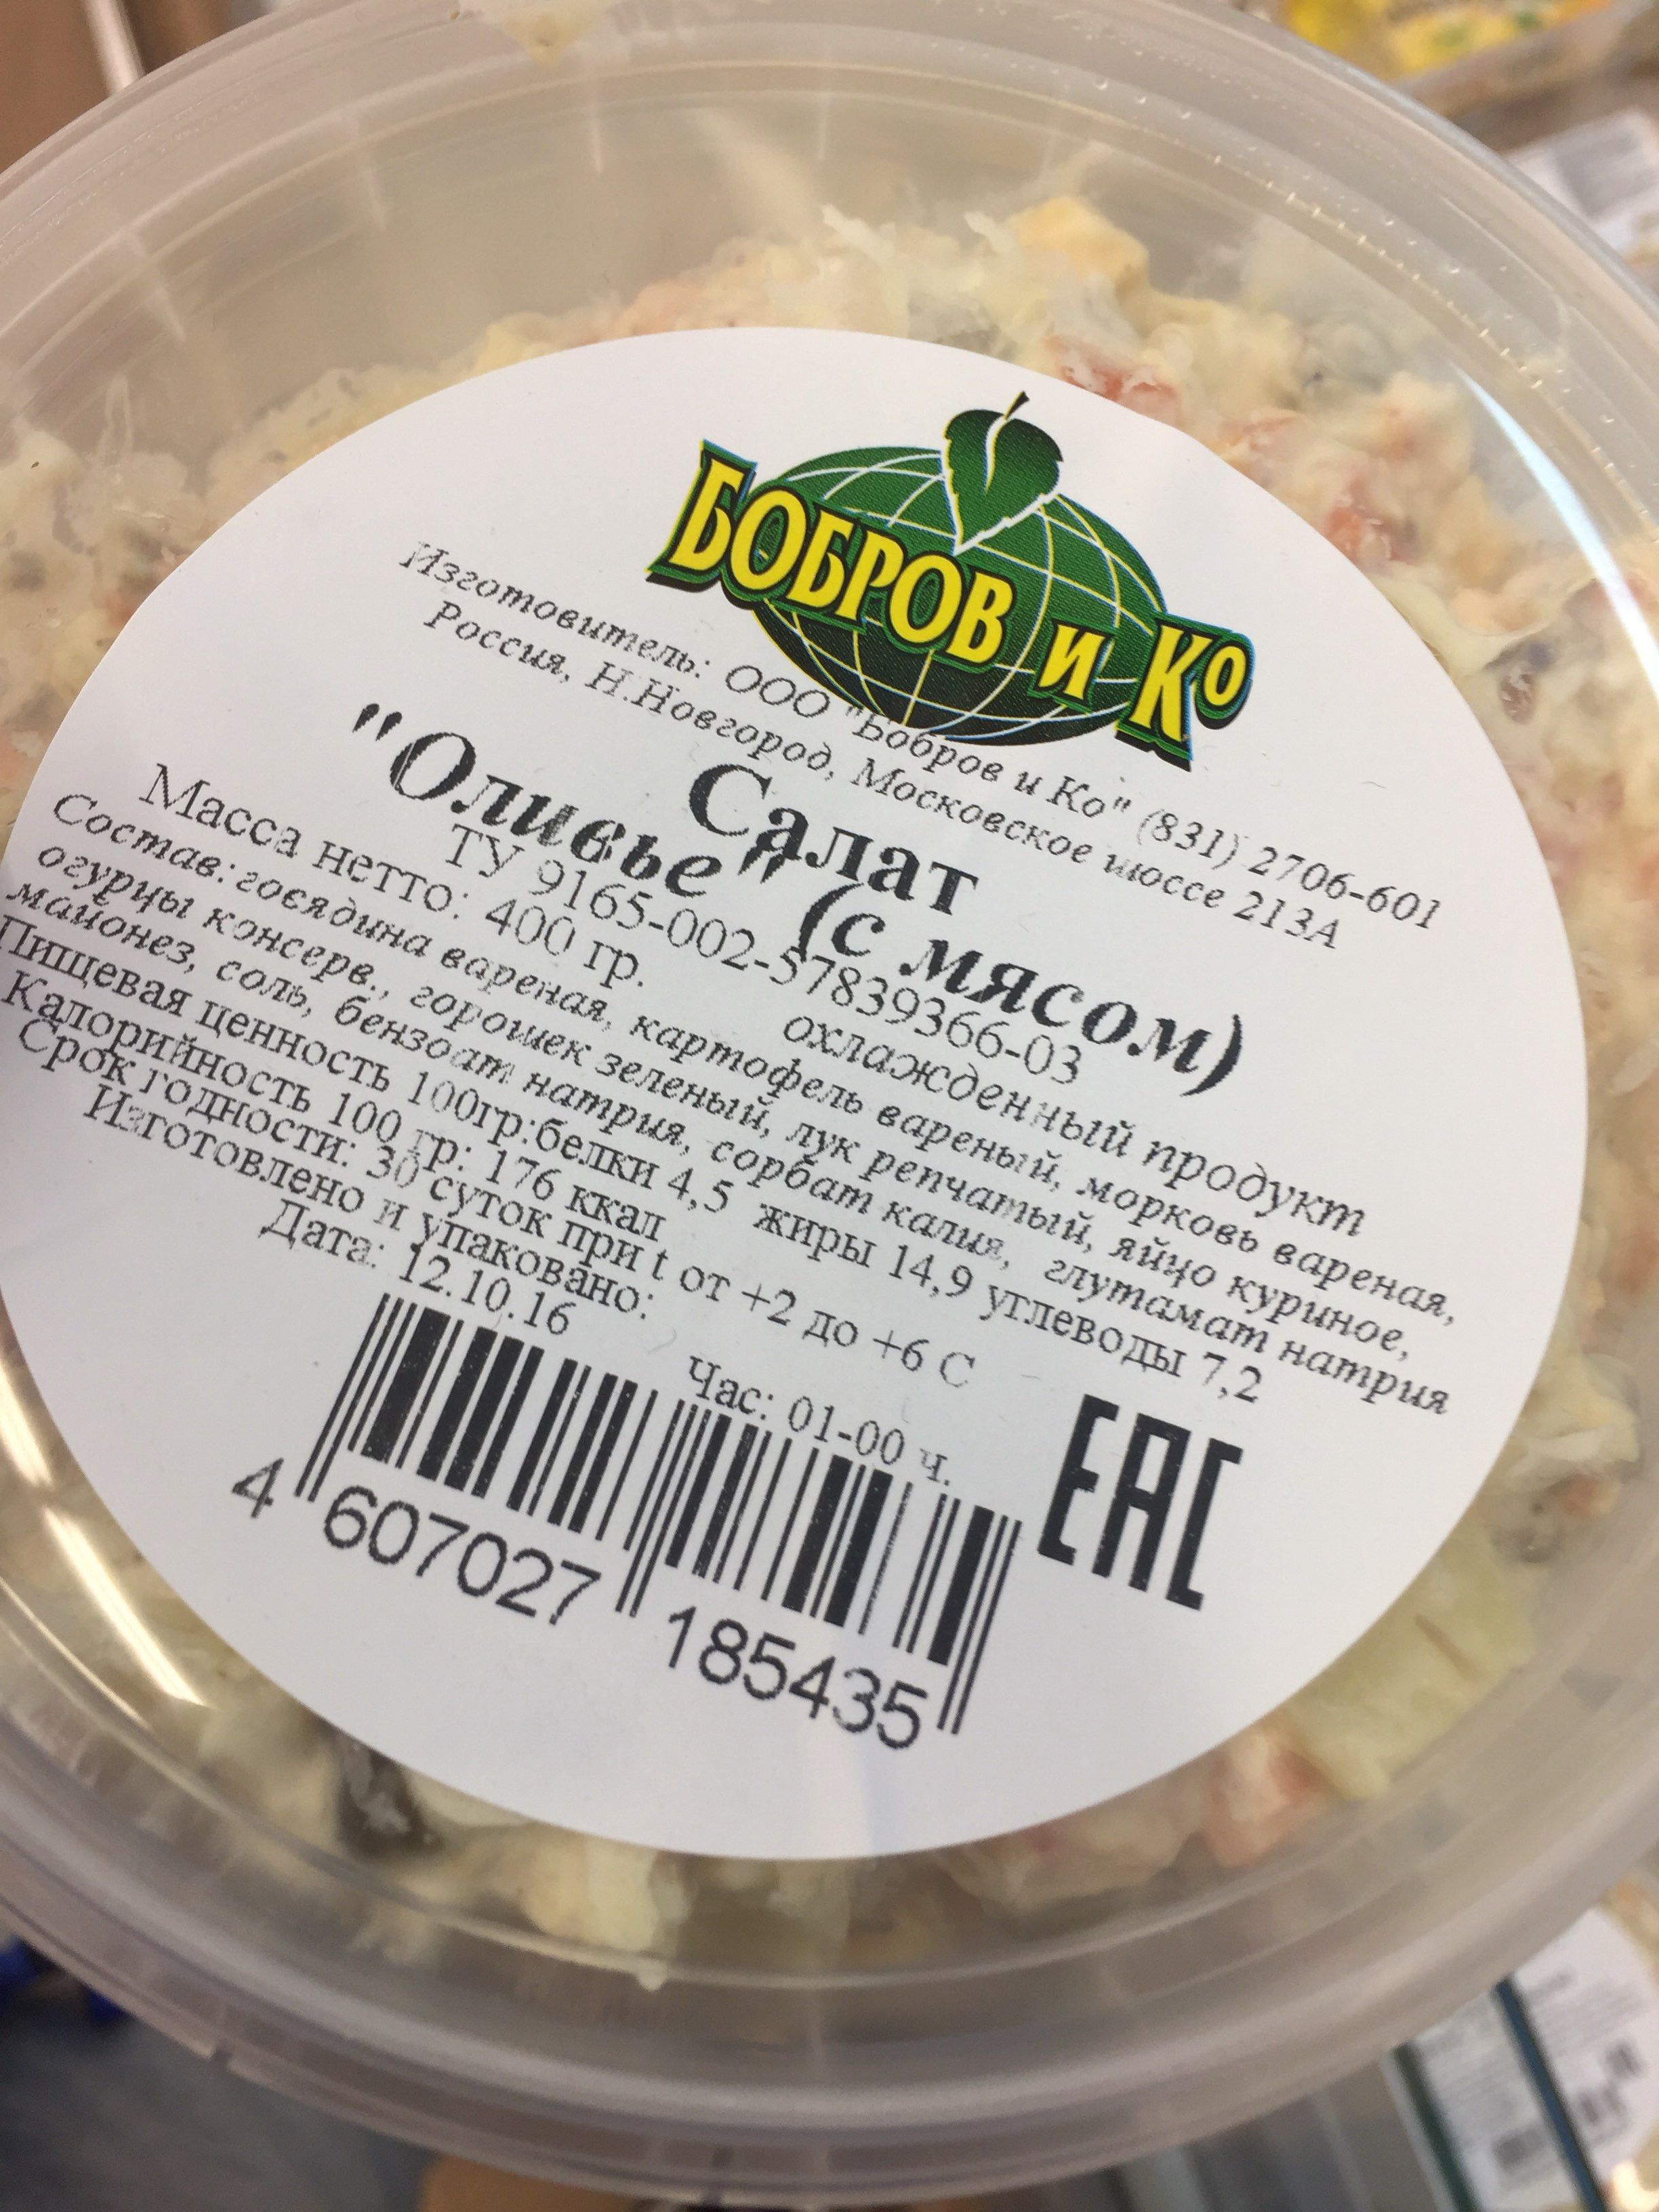 БОБРОВ и Ко
Изготовитель: ООО "Бобров и Ко" (831) 2706-601
Россия, Н.Новгород, Московское шоссе 213А
Салат
"Оливье" (с мясом)
ТУ 9165-002-57839366-03
Масса нетто: 400 гр. охлажденный продукт
Состав: говядина вареная, картофель вареный, морковь вареная,
огурцы консерв., горошек зеленый, лук репчатый, яйцо куриное,
майонез, соль, бензоат натрия, сорбат калия, глутамат натрия
Пищевая ценность 100гр:белки 4,5 жиры 14,9 углеводы 7,2
Калорийность 100 гр: 176 ккал
Срок годности: 30 суток при t от +2 до +6 С
Изготовлено и упаковано:
Дата: 12.10.16 Час: 01-00 ч.
ЕАС
4 607027 185435